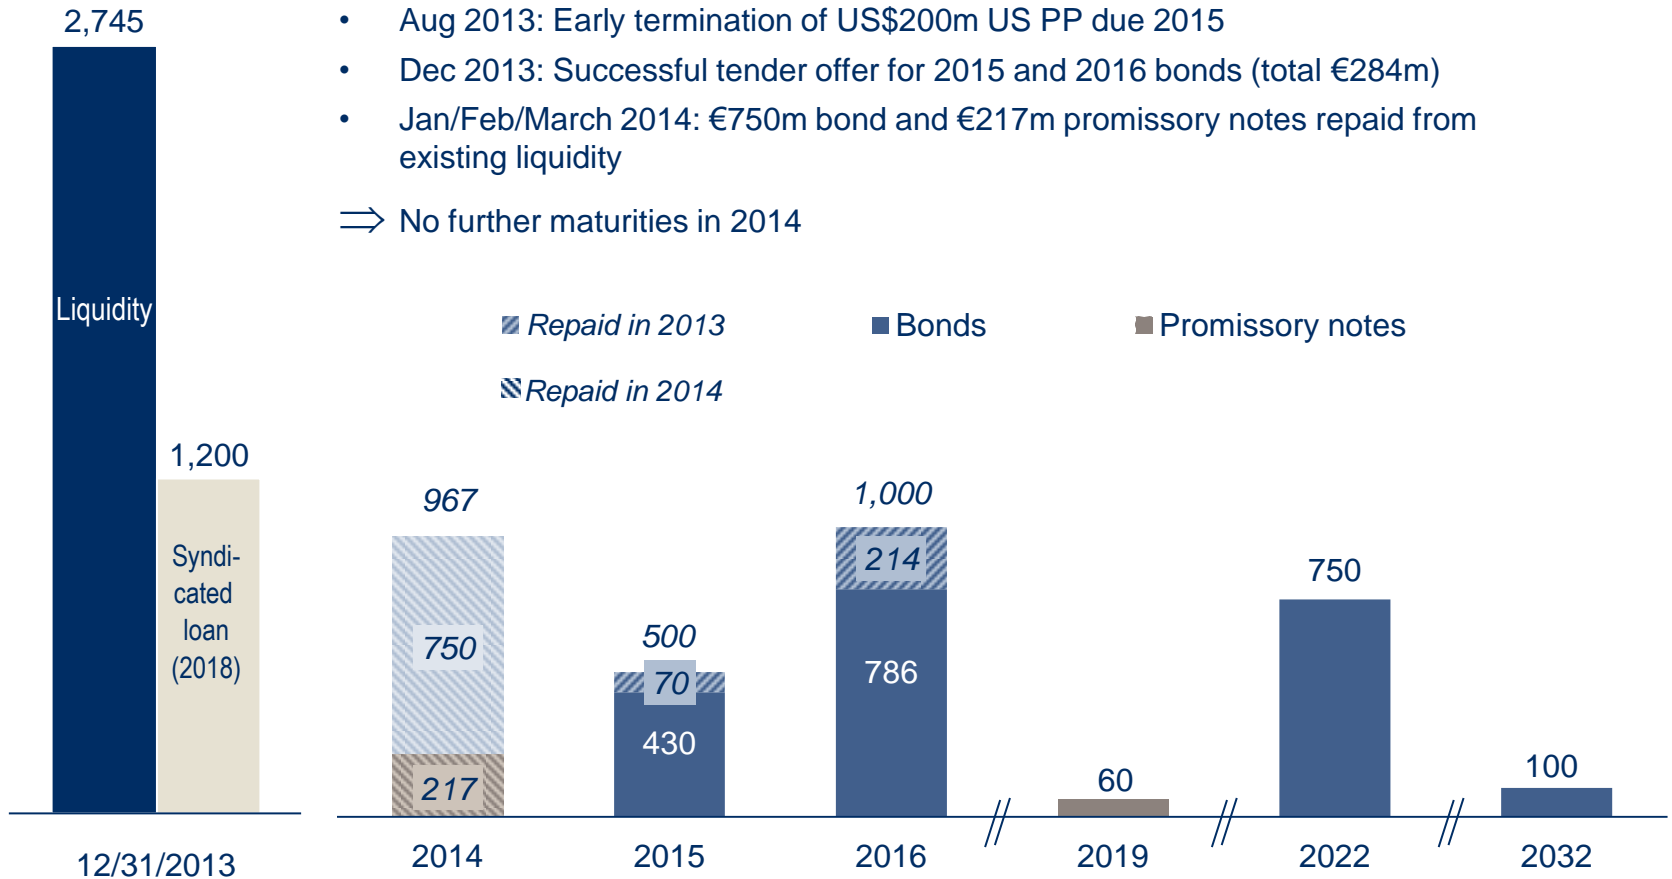 2,745
Liquidity
1,200
Syndi-
cated
loan
(2018)
12/31/2013
• Aug 2013: Early termination of US$200m US PP due 2015
• Dec 2013: Successful tender offer for 2015 and 2016 bonds (total €284m)
• Jan/Feb/March 2014: €750m bond and €217m promissory notes repaid from
existing liquidity
⇒ No further maturities in 2014
Repaid in 2013
Bonds
Promissory notes
Repaid in 2014
967
750
217
500
70
430
1,000
214
786
60
750
100
2014
2015
2016
2019
2022
2032